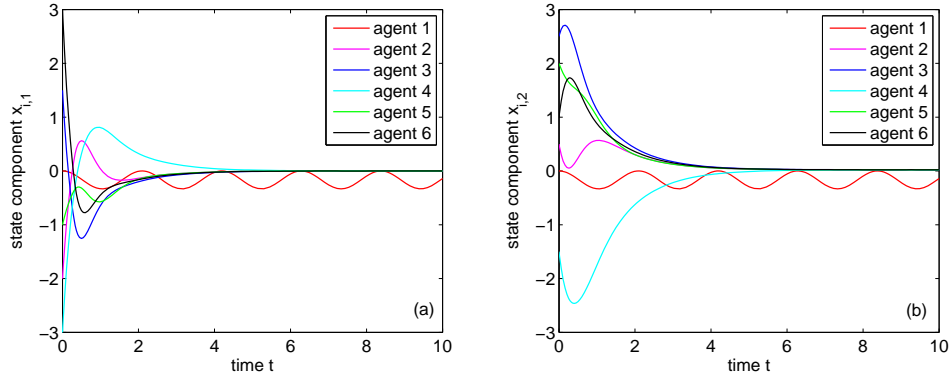 3
2
1
0
−1
−2
−3
0
2
4
6
8
10
state component x_{i,1}
time t
agent 1
agent 2
agent 3
agent 4
agent 5
agent 6
(a)
3
2
1
0
−1
−2
−3
0
2
4
6
8
10
state component x_{i,2}
time t
agent 1
agent 2
agent 3
agent 4
agent 5
agent 6
(b)